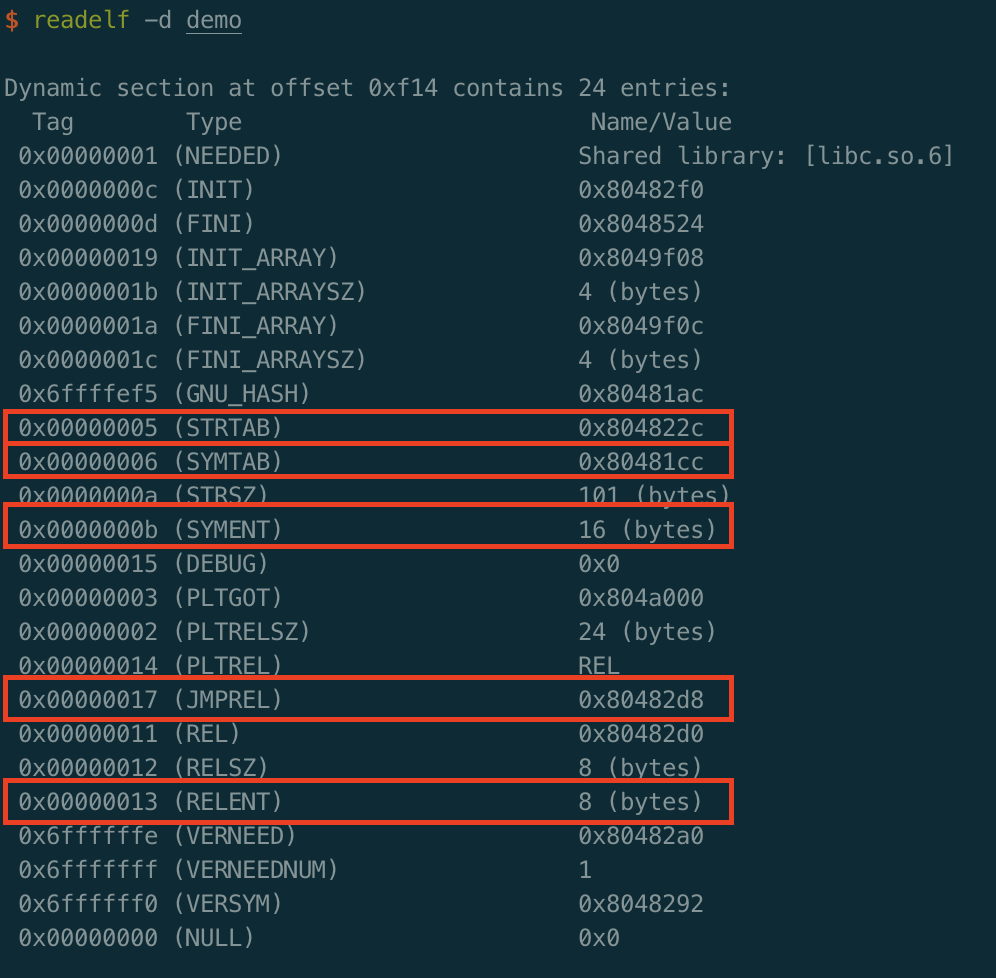 $ readelf -d demo
Dynamic section at offset 0xf14 contains 24 entries:
  Tag        Type                         Name/Value
 0x00000001 (NEEDED)                     Shared library: [libc.so.6]
 0x0000000c (INIT)                       0x80482f0
 0x0000000d (FINI)                       0x8048524
 0x00000019 (INIT_ARRAY)                 0x8049f08
 0x0000001b (INIT_ARRAYSZ)               4 (bytes)
 0x0000001a (FINI_ARRAY)                 0x8049f0c
 0x0000001c (FINI_ARRAYSZ)               4 (bytes)
 0x6ffffef5 (GNU_HASH)                   0x80481ac
 0x00000005 (STRTAB)                     0x804822c
 0x00000006 (SYMTAB)                     0x80481cc
 0x0000000a (STRSZ)                      101 (bytes)
 0x0000000b (SYMENT)                     16 (bytes)
 0x00000015 (DEBUG)                      0x0
 0x00000003 (PLTGOT)                     0x804a000
 0x00000002 (PLTRELSZ)                   24 (bytes)
 0x00000014 (PLTREL)                     REL
 0x00000017 (JMPREL)                     0x80482d8
 0x00000011 (REL)                        0x80482d0
 0x00000012 (RELSZ)                      8 (bytes)
 0x00000013 (RELENT)                     8 (bytes)
 0x6ffffffe (VERNEED)                    0x80482a0
 0x6fffffff (VERNEEDNUM)                 1
 0x6ffffff0 (VERSYM)                     0x8048292
 0x00000000 (NULL)                       0x0